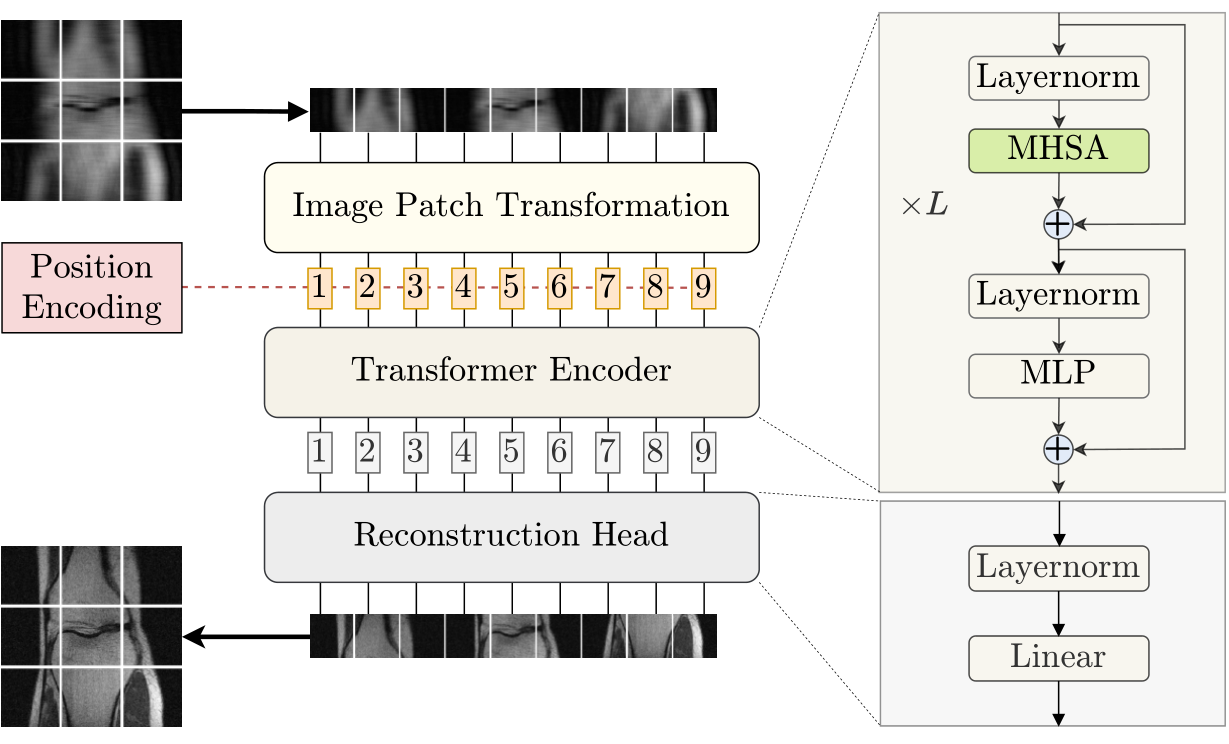 Image Patch Transformation
Position
Encoding
1 2 3 4 5 6 7 8 9
Transformer Encoder
1 2 3 4 5 6 7 8 9
Reconstruction Head
Layernorm
MHSA
×L
Layernorm
MLP
Layernorm
Linear